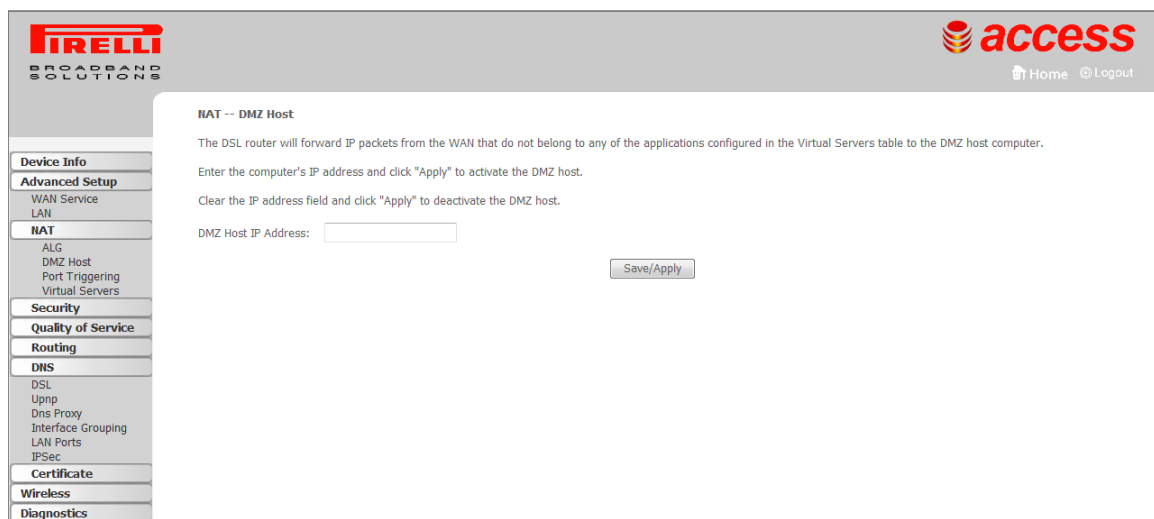 PIRELLI
BROADBAND
SOLUTIONS
access
Home Logout
NAT -- DMZ Host
The DSL router will forward IP packets from the WAN that do not belong to any of the applications configured in the Virtual Servers table to the DMZ host computer.
Enter the computer's IP address and click "Apply" to activate the DMZ host.
Clear the IP address field and click "Apply" to deactivate the DMZ host.
DMZ Host IP Address:
Save/Apply
Device Info
Advanced Setup
WAN Service
LAN
NAT
ALG
DMZ Host
Port Triggering
Virtual Servers
Security
Quality of Service
Routing
DNS
DSL
Upnp
Dns Proxy
Interface Grouping
LAN Ports
IPSec
Certificate
Wireless
Diagnostics